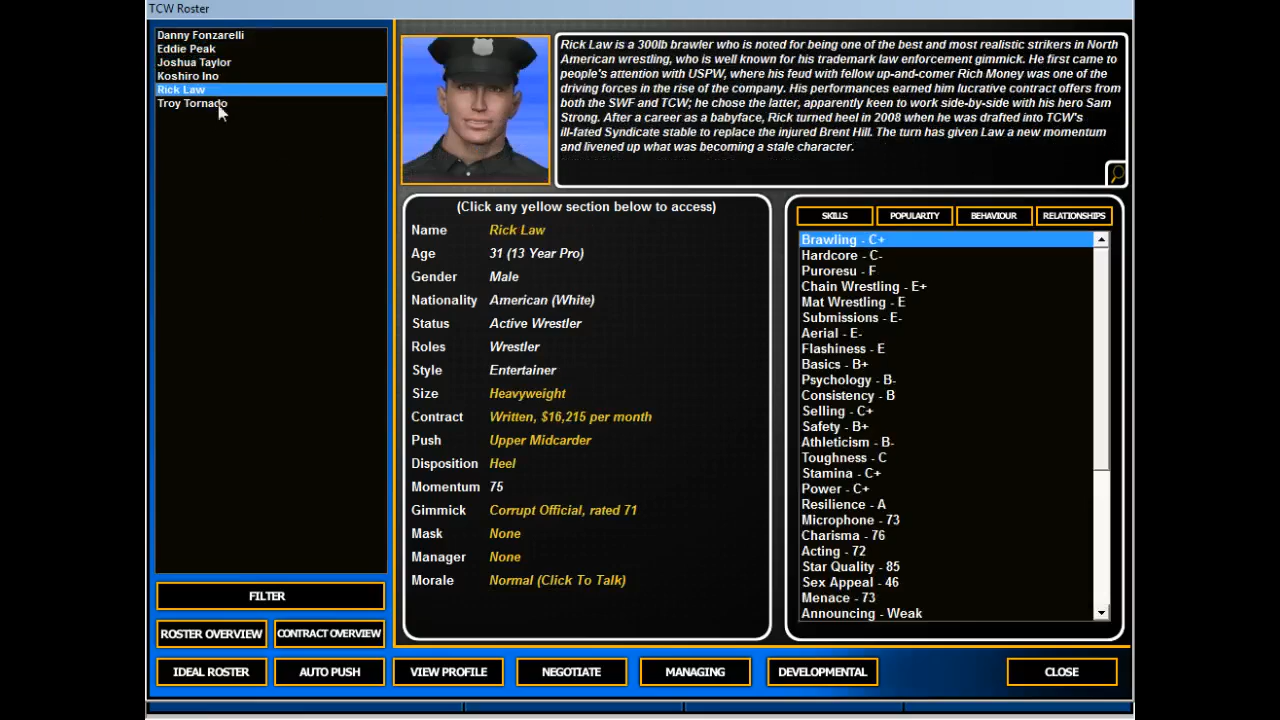 TCW Roster
Danny Fonzarelli
Eddie Peak
Joshua Taylor
Koshiro Ino
Rick Law
Troy Tornado
FILTER
ROSTER OVERVIEW
CONTRACT OVERVIEW
IDEAL ROSTER
AUTO PUSH
Rick Law is a 300lb brawler who is noted for being one of the best and most realistic strikers in North
American wrestling, who is well known for his trademark law enforcement gimmick. He first came to
people's attention with USPW, where his feud with fellow up-and-comer Rich Money was one of the
driving forces in the rise of the company. His performances earned him lucrative contract offers from
both the SWF and TCW; he chose the latter, apparently keen to work side-by-side with his hero Sam
Strong. After a career as a babyface, Rick turned heel in 2008 when he was drafted into TCW's
ill-fated Syndicate stable to replace the injured Brent Hill. The turn has given Law a new momentum
and livened up what was becoming a stale character.
(Click any yellow section below to access)
Name Rick Law
Age 31 (13 Year Pro)
Gender Male
Nationality American (White)
Status Active Wrestler
Roles Wrestler
Style Entertainer
Size Heavyweight
Contract Written, $16,215 per month
Push Upper Midcarder
Disposition Heel
Momentum 75
Gimmick Corrupt Official, rated 71
Mask None
Manager None
Morale Normal (Click To Talk)
SKILLS POPULARITY BEHAVIOUR RELATIONSHIPS
Brawling - C+
Hardcore - C-
Puroresu - F
Chain Wrestling - E+
Mat Wrestling - E
Submissions - E-
Aerial - E-
Flashiness - E
Basics - B+
Psychology - B-
Consistency - B
Selling - C+
Safety - B+
Athleticism - B-
Toughness - C
Stamina - C+
Power - C+
Resilience - A
Microphone - 73
Charisma - 76
Acting - 72
Star Quality - 85
Sex Appeal - 46
Menace - 73
Announcing - Weak
VIEW PROFILE NEGOTIATE MANAGING DEVELOPMENTAL CLOSE